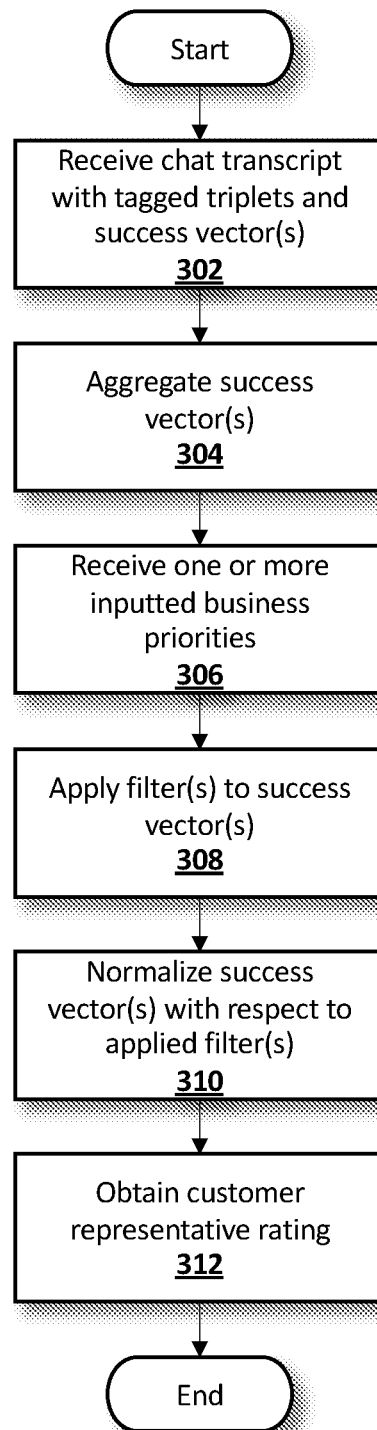 Start
Receive chat transcript
with tagged triplets and
success vector(s)
302
Aggregate success
vector(s)
304
Receive one or more
inputted business
priorities
306
Apply filter(s) to success
vector(s)
308
Normalize success
vector(s) with respect to
applied filter(s)
310
Obtain customer
representative rating
312
End